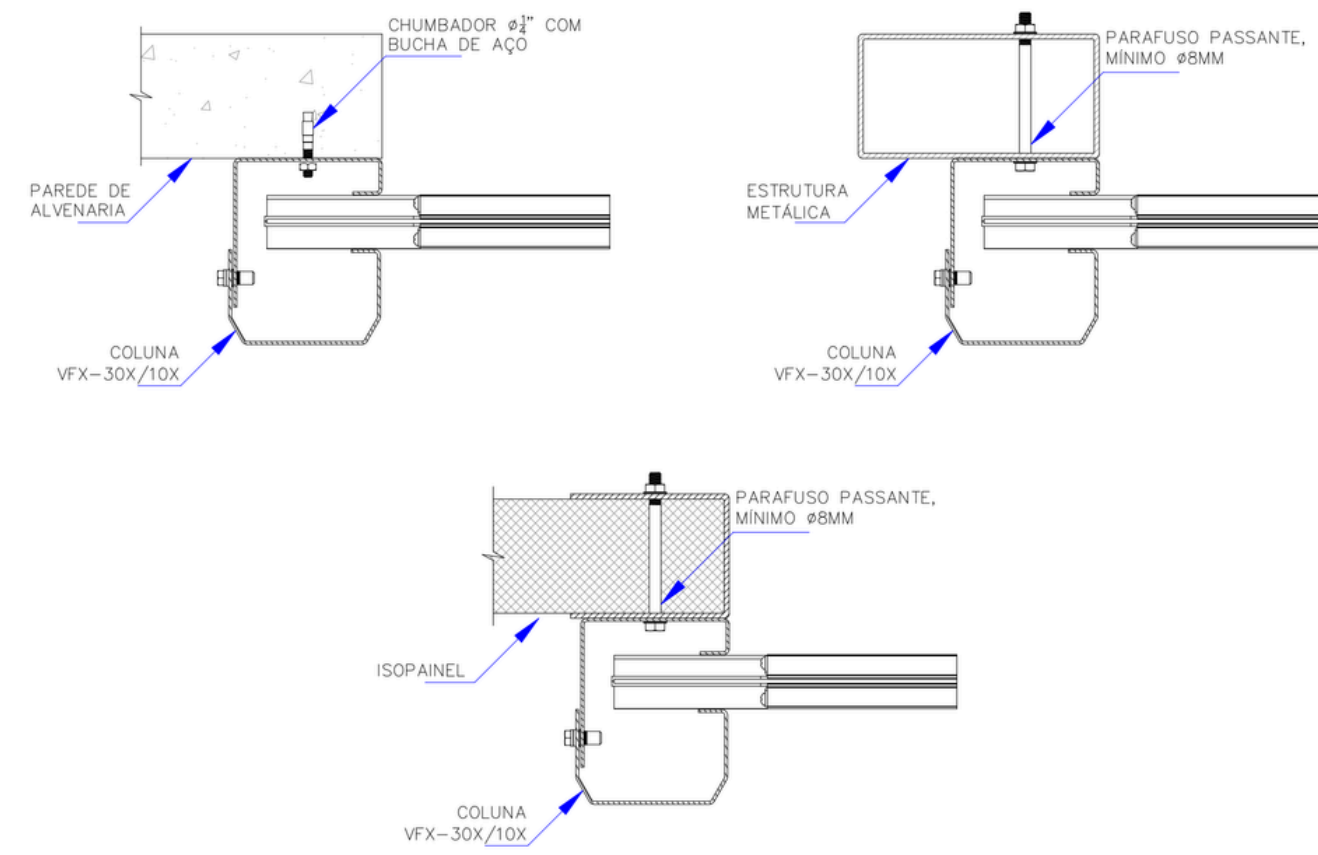 CHUMBADOR ø1/4" COM
BUCHA DE AÇO
PAREDE DE
ALVENARIA
COLUNA
VFX-30X/10X
PARAFUSO PASSANTE,
MÍNIMO ø8MM
ESTRUTURA
METÁLICA
COLUNA
VFX-30X/10X
PARAFUSO PASSANTE,
MÍNIMO ø8MM
ISOPAINEL
COLUNA
VFX-30X/10X